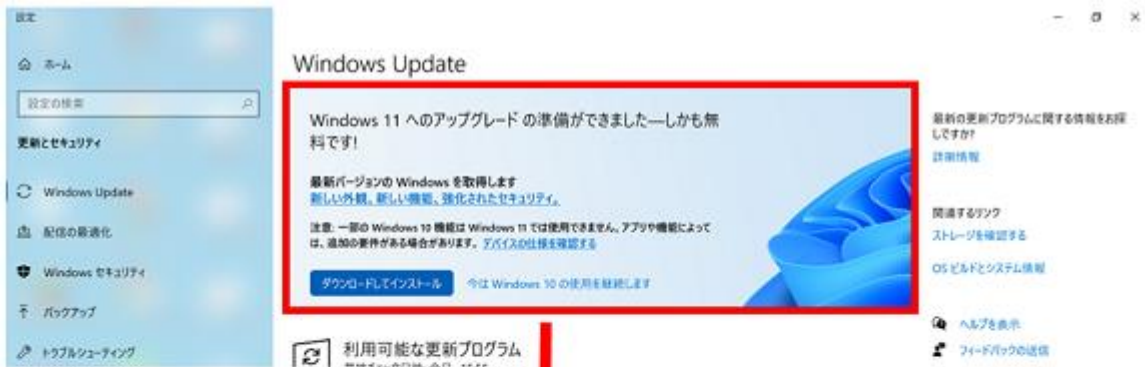 設定
ホーム
設定の検索
更新とセキュリティ
Windows Update
配信の最適化
Windows セキュリティ
バックアップ
トラブルシューティング
Windows Update
Windows 11 へのアップグレード の準備ができました—しかも無
料です!
最新バージョンの Windows を取得します
新しい外観、新しい機能、強化されたセキュリティ。
注意: 一部の Windows 10 機能は Windows 11 では使用できません。アプリや機能によって
は、追加の要件がある場合があります。 デバイスの仕様を確認する
ダウンロードしてインストール 今は Windows 10 の使用を継続します
利用可能な更新プログラム
最新の更新プログラムに関する情報をお探
しですか?
詳細情報
関連するリンク
ストレージを確認する
OS ビルドとシステム情報
ヘルプを表示
フィードバックの送信